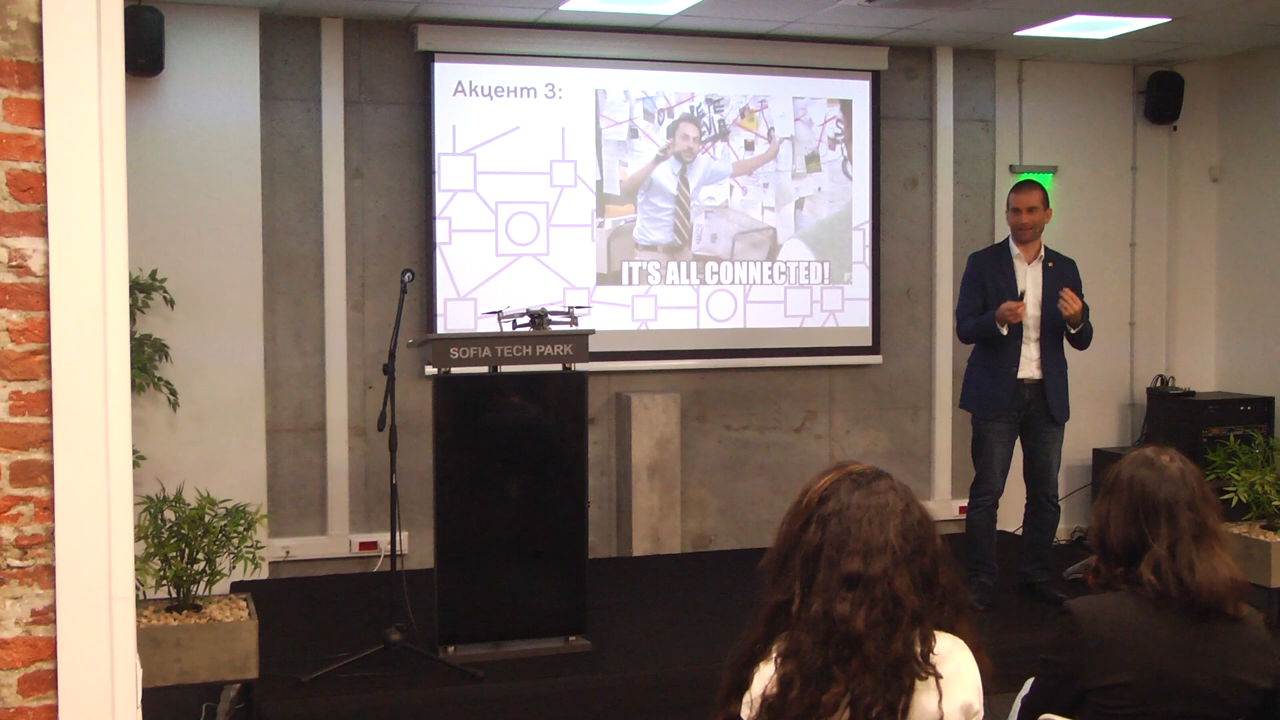 Акцент 3:
IT'S ALL CONNECTED!
SOFIA TECH PARK